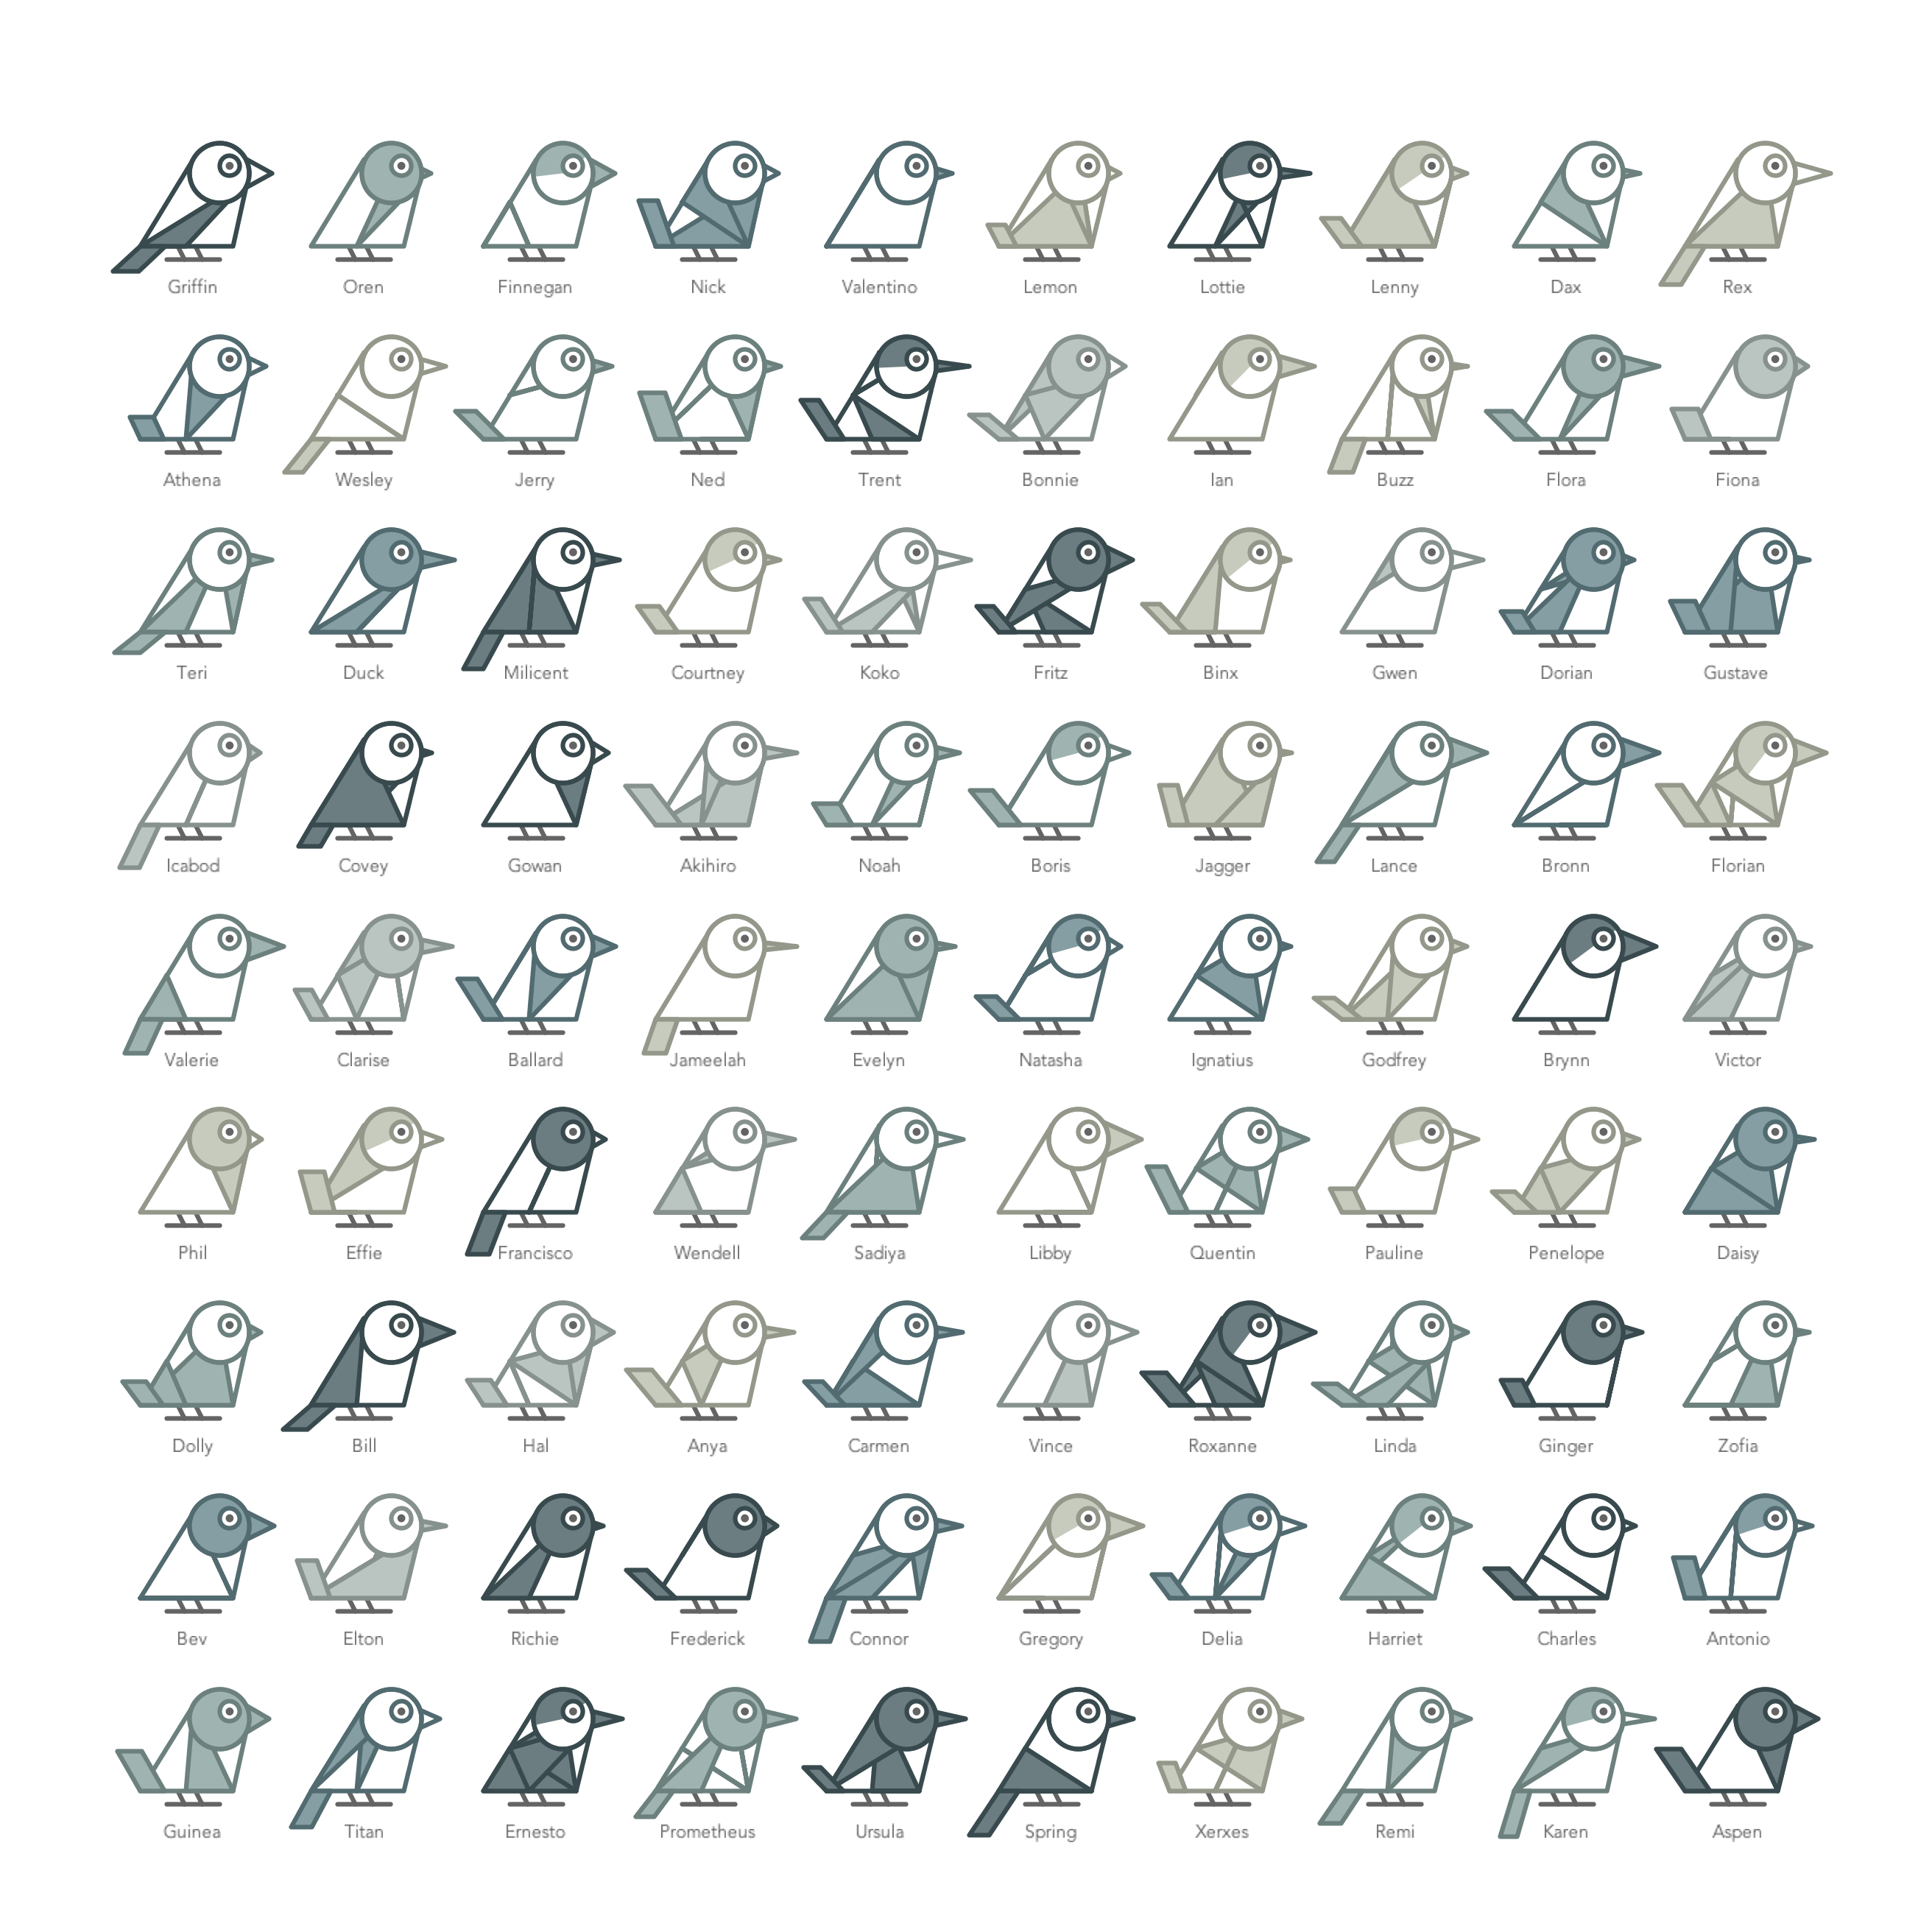 Griffin Oren Finnegan Nick Valentino Lemon Lottie Lenny Dax Rex
Athena Wesley Jerry Ned Trent Bonnie Ian Buzz Flora Fiona
Teri Duck Milicent Courtney Koko Fritz Binx Gwen Dorian Gustave
Icabod Covey Gowan Akihiro Noah Boris Jagger Lance Bronn Florian
Valerie Clarise Ballard Jameelah Evelyn Natasha Ignatius Godfrey Brynn Victor
Phil Effie Francisco Wendell Sadiya Libby Quentin Pauline Penelope Daisy
Dolly Bill Hal Anya Carmen Vince Roxanne Linda Ginger Zofia
Bev Elton Richie Frederick Connor Gregory Delia Harriet Charles Antonio
Guinea Titan Ernesto Prometheus Ursula Spring Xerxes Remi Karen Aspen